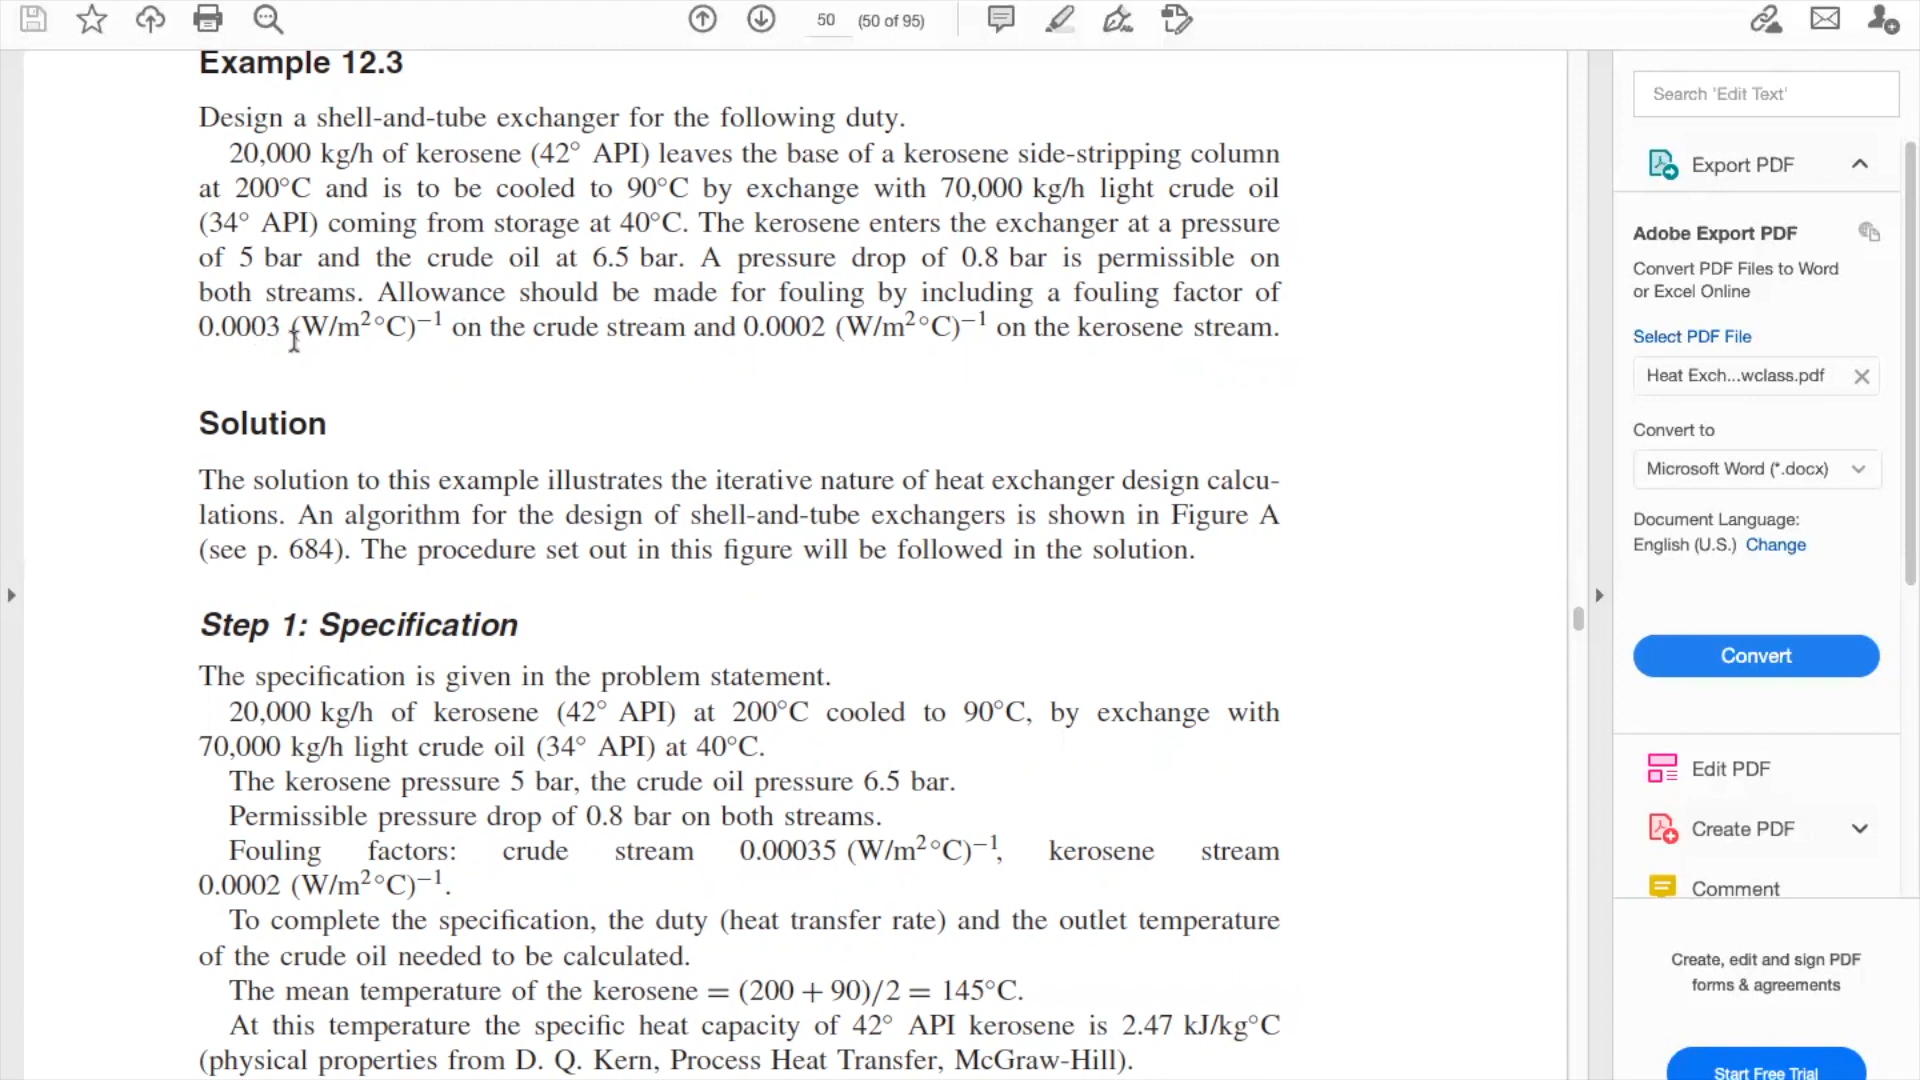 50 (50 of 95)
Example 12.3
Design a shell-and-tube exchanger for the following duty.
20,000 kg/h of kerosene (42° API) leaves the base of a kerosene side-stripping column
at 200°C and is to be cooled to 90°C by exchange with 70,000 kg/h light crude oil
(34° API) coming from storage at 40°C. The kerosene enters the exchanger at a pressure
of 5 bar and the crude oil at 6.5 bar. A pressure drop of 0.8 bar is permissible on
both streams. Allowance should be made for fouling by including a fouling factor of
0.0003 (W/m²°C)⁻¹ on the crude stream and 0.0002 (W/m²°C)⁻¹ on the kerosene stream.
Solution
The solution to this example illustrates the iterative nature of heat exchanger design calcu-
lations. An algorithm for the design of shell-and-tube exchangers is shown in Figure A
(see p. 684). The procedure set out in this figure will be followed in the solution.
Step 1: Specification
The specification is given in the problem statement.
20,000 kg/h of kerosene (42° API) at 200°C cooled to 90°C, by exchange with
70,000 kg/h light crude oil (34° API) at 40°C.
The kerosene pressure 5 bar, the crude oil pressure 6.5 bar.
Permissible pressure drop of 0.8 bar on both streams.
Fouling factors: crude stream 0.00035 (W/m²°C)⁻¹, kerosene stream
0.0002 (W/m²°C)⁻¹.
To complete the specification, the duty (heat transfer rate) and the outlet temperature
of the crude oil needed to be calculated.
The mean temperature of the kerosene = (200 + 90)/2 = 145°C.
At this temperature the specific heat capacity of 42° API kerosene is 2.47 kJ/kg°C
(physical properties from D. Q. Kern, Process Heat Transfer, McGraw-Hill).
Search 'Edit Text'
Export PDF
Adobe Export PDF
Convert PDF Files to Word
or Excel Online
Select PDF File
Heat Exch...wclass.pdf
Convert to
Microsoft Word (*.docx)
Document Language:
English (U.S.) Change
Convert
Edit PDF
Create PDF
Comment
Create, edit and sign PDF
forms & agreements
Start Free Trial